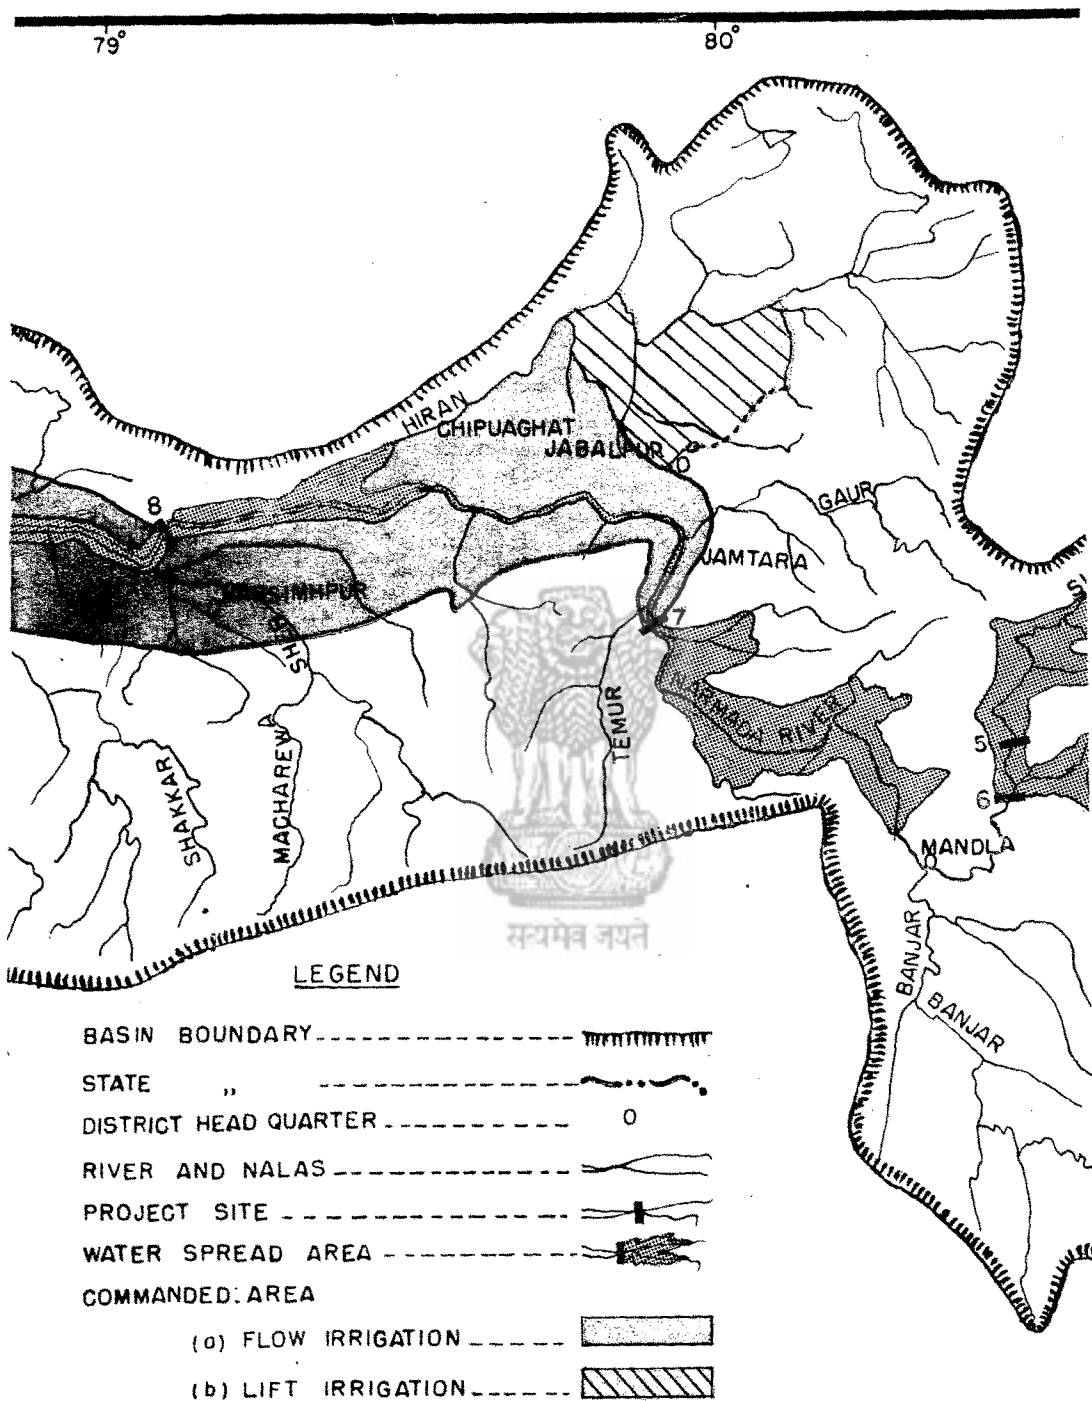 79°
80°
HIRAN
CHIPUAGHAT
JABALPUR
GAUR
8
JAMTARA
NARSIMHPUR
SHER
7
NARMADA RIVER
TEMUR
5
6
SHAKKAR
MACHAREWA
MANDLA
BANJAR
BANJAR
सत्यमेव जयते
LEGEND
BASIN BOUNDARY
STATE ,,
DISTRICT HEAD QUARTER O
RIVER AND NALAS
PROJECT SITE
WATER SPREAD AREA
COMMANDED: AREA
(a) FLOW IRRIGATION
(b) LIFT IRRIGATION